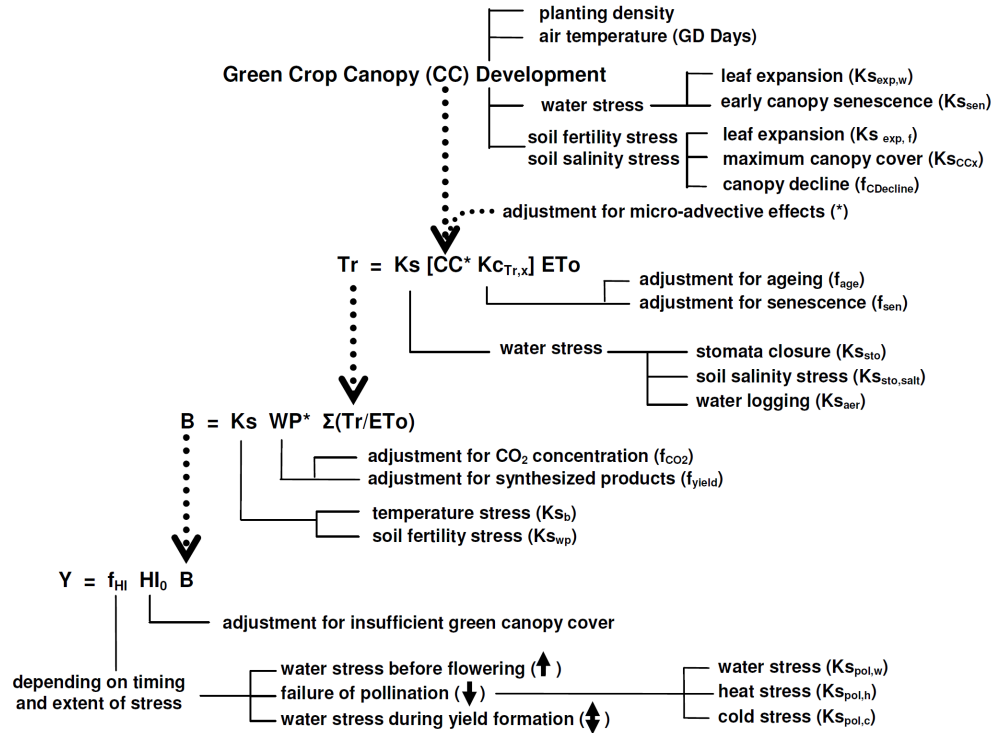 planting density
air temperature (GD Days)
Green Crop Canopy (CC) Development
leaf expansion (Ksexp,w)
water stress
early canopy senescence (Kssen)
soil fertility stress
soil salinity stress
leaf expansion (Ks exp, f)
maximum canopy cover (KsCCx)
canopy decline (fCDecline)
adjustment for micro-advective effects (*)
Tr = Ks [CC* KcTr,x] ETo
adjustment for ageing (fage)
adjustment for senescence (fsen)
water stress
stomata closure (Kssto)
soil salinity stress (Kssto,salt)
water logging (Ksaer)
B = Ks WP* Σ(Tr/ETo)
adjustment for CO2 concentration (fCO2)
adjustment for synthesized products (fyield)
temperature stress (Ksb)
soil fertility stress (Kswp)
Y = fHI HI0 B
adjustment for insufficient green canopy cover
depending on timing
and extent of stress
water stress before flowering (↑)
failure of pollination (↓)
water stress during yield formation (↕)
water stress (Kspol,w)
heat stress (Kspol,h)
cold stress (Kspol,c)